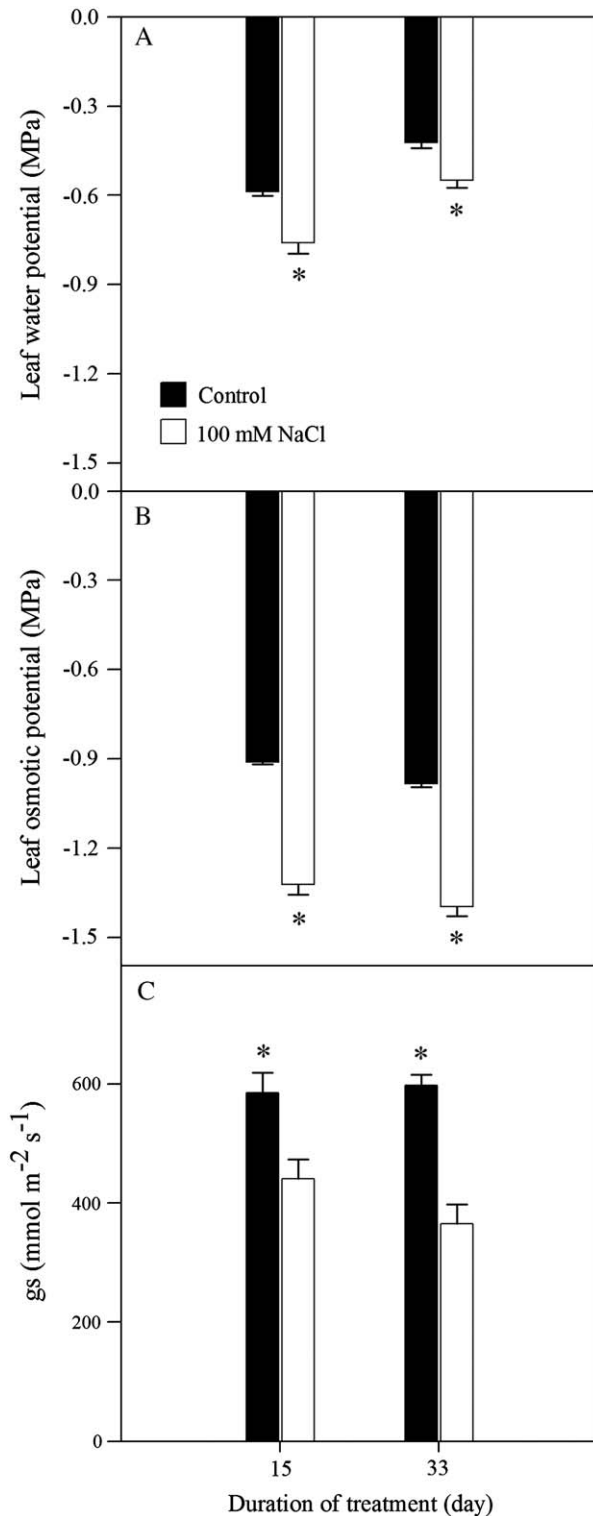 A
Leaf water potential (MPa)
0.0
-0.3
-0.6
-0.9
-1.2
-1.5
*
*
Control
100 mM NaCl
B
Leaf osmotic potential (MPa)
0.0
-0.3
-0.6
-0.9
-1.2
-1.5
*
*
C
gs (mmol m⁻² s⁻¹)
600
400
200
0
*
*
15
33
Duration of treatment (day)